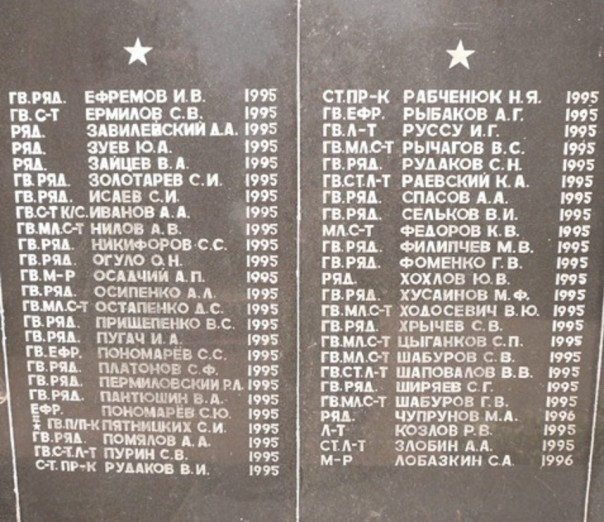 ГВ.РЯД. ЕФРЕМОВ И.В. 1995
ГВ.С-Т ЕРМИЛОВ С.В. 1995
РЯД. ЗАВИЛЕЙСКИЙ Д.А. 1995
РЯД. ЗУЕВ Ю.А. 1995
РЯД. ЗАЙЦЕВ В.А. 1995
ГВ.РЯД. ЗОЛОТАРЕВ С.И. 1995
ГВ.РЯД. ИСАЕВ С.И. 1995
ГВ.С-Т К/С.ИВАНОВ А.А. 1995
ГВ.МЛ.С-Т НИЛОВ А.В. 1995
ГВ.РЯД. НИКИФОРОВ С.С. 1995
ГВ.РЯД. ОГУЛО О.Н. 1995
ГВ.М-Р ОСАДЧИЙ А.П. 1995
ГВ.РЯД. ОСИПЕНКО А.Л. 1995
ГВ.МЛ.С-Т ОСТАПЕНКО Д.С. 1995
ГВ.РЯД. ПРИЩЕПЕНКО В.С. 1995
ГВ.РЯД. ПУГАЧ И.А. 1995
ГВ.ЕФР. ПОНОМАРЁВ С.С. 1995
ГВ.РЯД. ПЛАТОНОВ С.Ф. 1995
ГВ.РЯД. ПЕРМИЛОВСКИЙ Р.Л. 1995
ГВ.РЯД. ПАНТЮШИН В.А. 1995
ЕФР. ПОНОМАРЁВ С.Ю. 1995
ГВ.П/П-К ПЯТНИЦКИХ С.И. 1995
ГВ.РЯД. ПОМЯЛОВ А.А. 1995
ГВ.СТ.Л-Т ПУРИН С.В. 1995
СТ. ПР-К РУДАКОВ В.И. 1995
СТ.ПР-К РАБЧЕНЮК Н.Я. 1995
ГВ.ЕФР. РЫБАКОВ А.Г. 1995
ГВ.Л-Т РУССУ И.Г. 1995
ГВ.МЛ.С-Т РЫЧАГОВ В.С. 1995
ГВ.РЯД. РУДАКОВ С.Н. 1995
ГВ.СТ.Л-Т РАЕВСКИЙ К.А. 1995
ГВ.РЯД. СПАСОВ А.А. 1995
ГВ.РЯД. СЕЛЬКОВ В.И. 1995
МЛ.С-Т ФЕДОРОВ К.В. 1995
ГВ.РЯД. ФИЛИПЧЕВ М.В. 1995
ГВ.РЯД. ФОМЕНКО Г.В. 1995
РЯД. ХОХЛОВ Ю.В. 1995
ГВ.РЯД. ХУСАИНОВ М.Ф. 1995
ГВ.МЛ.С-Т ХОДОСЕВИЧ В.Ю. 1995
ГВ.РЯД. ХРЫЧЕВ С.В. 1995
ГВ.МЛ.С-Т ЦЫГАНКОВ С.П. 1995
ГВ.МЛ.С-Т ШАБУРОВ С.В. 1995
ГВ.СТ.Л-Т ШАПОВАЛОВ В.В. 1995
ГВ.РЯД. ШИРЯЕВ С.Г. 1995
ГВ.МЛ.С-Т ШАБУРОВ Г.В. 1995
РЯД. ЧУПРУНОВ М.А. 1996
Л-Т КОЗЛОВ Р.В. 1995
СТ.Л-Т ЗЛОБИН А.А. 1995
М-Р ЛОБАЗКИН С.А. 1996